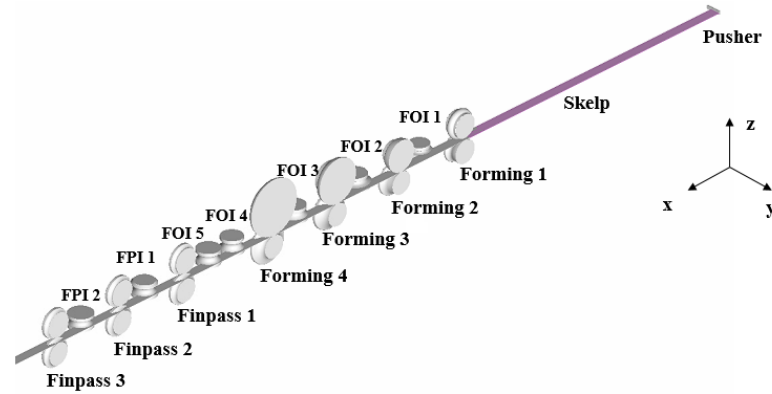 Pusher
Skelp
z
x
y
FOI 1
Forming 1
FOI 2
Forming 2
FOI 3
Forming 3
FOI 4
Forming 4
FOI 5
Finpass 1
FPI 1
Finpass 2
FPI 2
Finpass 3